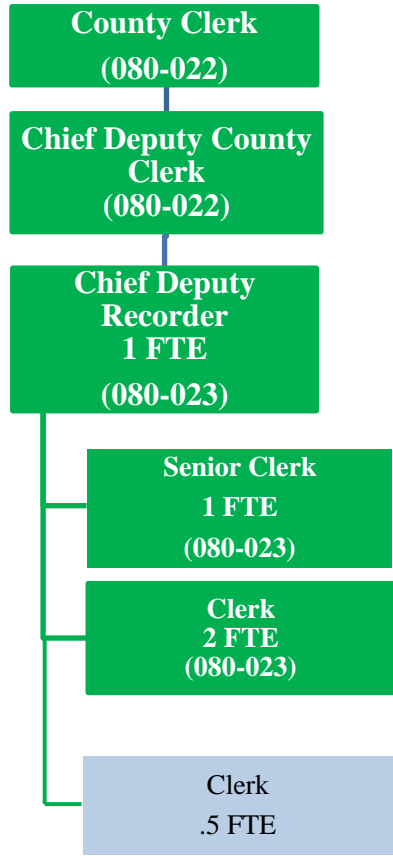 County Clerk
(080-022)
Chief Deputy County
Clerk
(080-022)
Chief Deputy
Recorder
1 FTE
(080-023)
Senior Clerk
1 FTE
(080-023)
Clerk
2 FTE
(080-023)
Clerk
.5 FTE